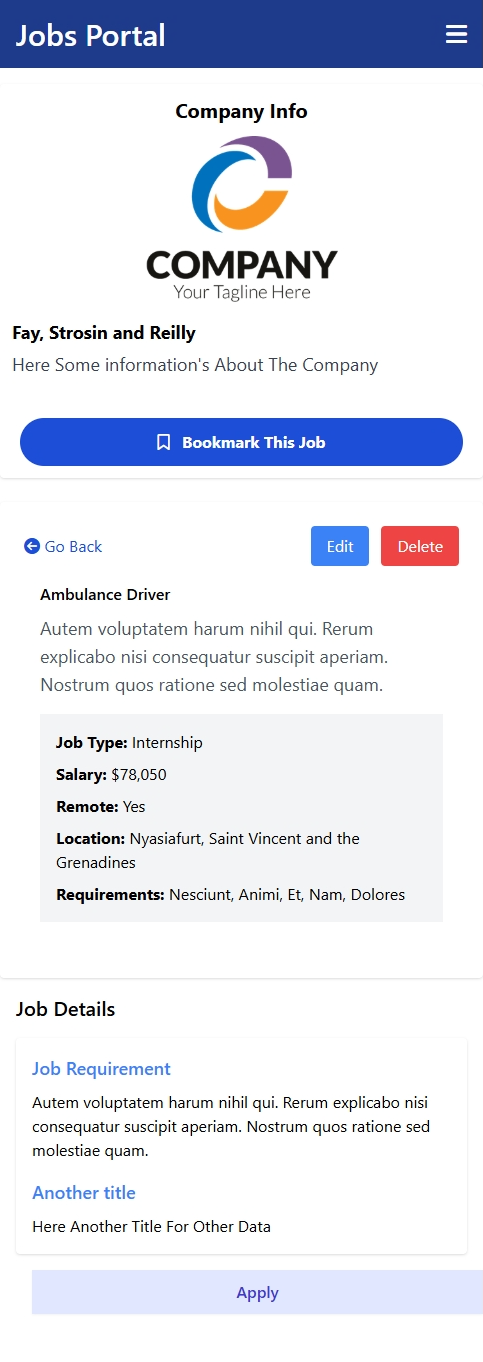 Jobs Portal
Company Info
COMPANY
Your Tagline Here
Fay, Strosin and Reilly
Here Some information's About The Company
Bookmark This Job
Go Back
Edit
Delete
Ambulance Driver
Autem voluptatem harum nihil qui. Rerum
explicabo nisi consequatur suscipit aperiam.
Nostrum quos ratione sed molestiae quam.
Job Type: Internship
Salary: $78,050
Remote: Yes
Location: Nyasiafurt, Saint Vincent and the
Grenadines
Requirements: Nesciunt, Animi, Et, Nam, Dolores
Job Details
Job Requirement
Autem voluptatem harum nihil qui. Rerum explicabo nisi
consequatur suscipit aperiam. Nostrum quos ratione sed
molestiae quam.
Another title
Here Another Title For Other Data
Apply